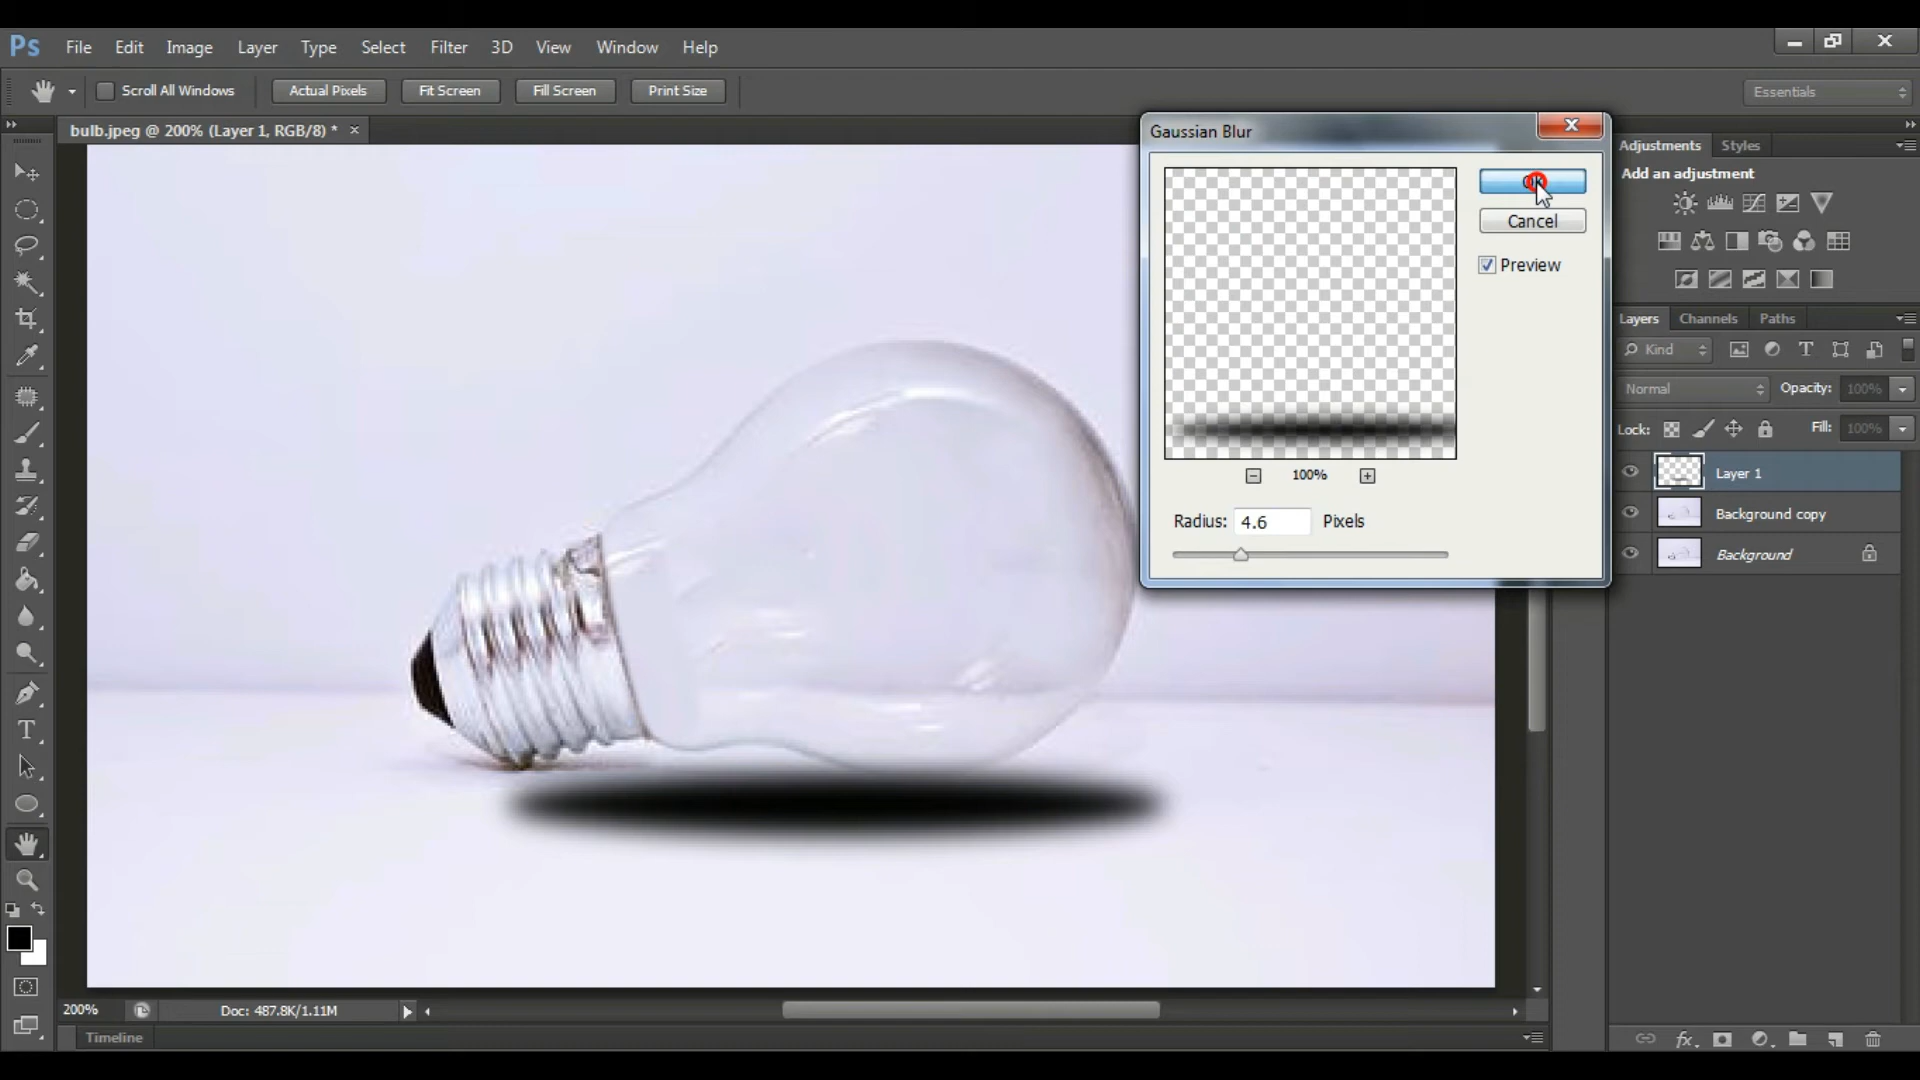 Ps File Edit Image Layer Type Select Filter 3D View Window Help
Scroll All Windows Actual Pixels Fit Screen Fill Screen Print Size Essentials
bulb.jpeg @ 200% (Layer 1, RGB/8) *
Gaussian Blur
OK
Cancel
Preview
100%
Radius: 4.6 Pixels
Adjustments Styles
Add an adjustment
Layers Channels Paths
Kind
Normal Opacity: 100%
Lock: Fill: 100%
Layer 1
Background copy
Background
200% Doc: 487.8K/1.11M
Timeline